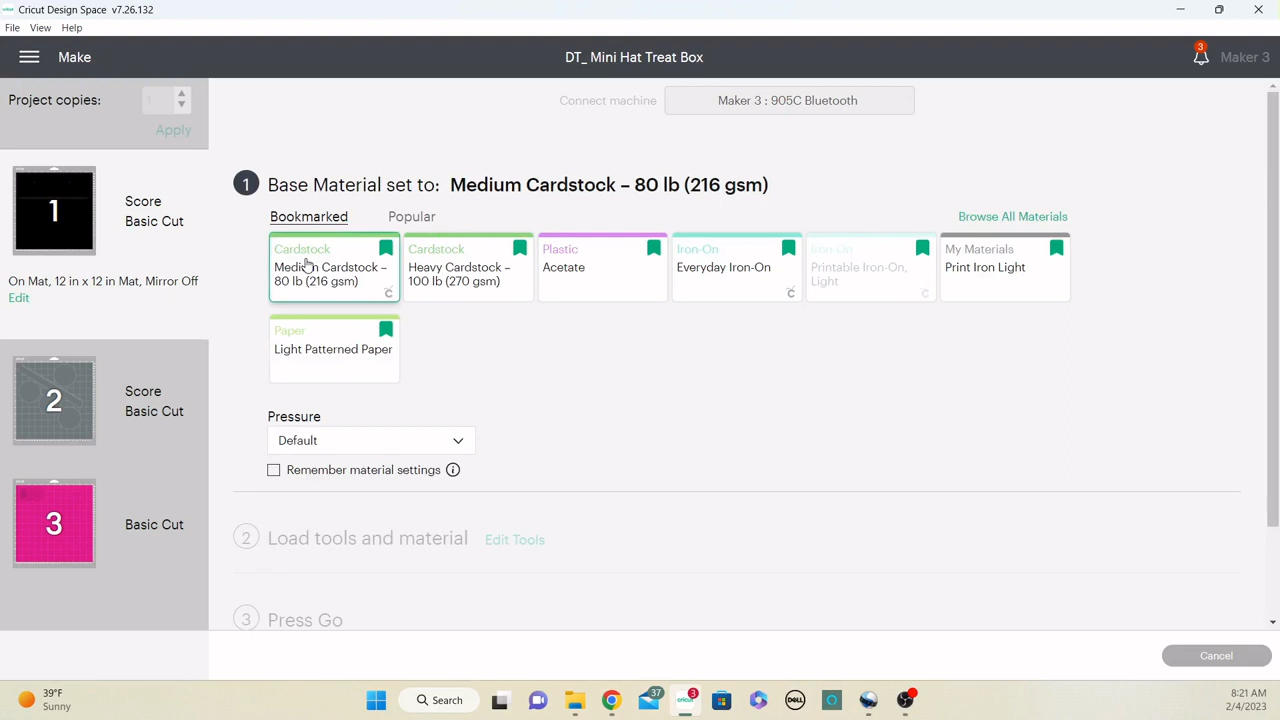 Cricut Design Space v7.26.132
File View Help
Make
DT_ Mini Hat Treat Box
3
Maker 3
Project copies:
1
Apply
Connect machine
Maker 3 : 905C Bluetooth
1
Score
Basic Cut
On Mat, 12 in x 12 in Mat, Mirror Off
Edit
2
Score
Basic Cut
3
Basic Cut
1 Base Material set to: Medium Cardstock – 80 lb (216 gsm)
Bookmarked Popular Browse All Materials
Cardstock
Medium Cardstock –
80 lb (216 gsm)
Cardstock
Heavy Cardstock –
100 lb (270 gsm)
Plastic
Acetate
Iron-On
Everyday Iron-On
Iron-On
Printable Iron-On,
Light
My Materials
Print Iron Light
Paper
Light Patterned Paper
Pressure
Default
Remember material settings
2 Load tools and material Edit Tools
3 Press Go
Cancel
39°F
Sunny
Search
37
3
DELL
8:21 AM
2/4/2023